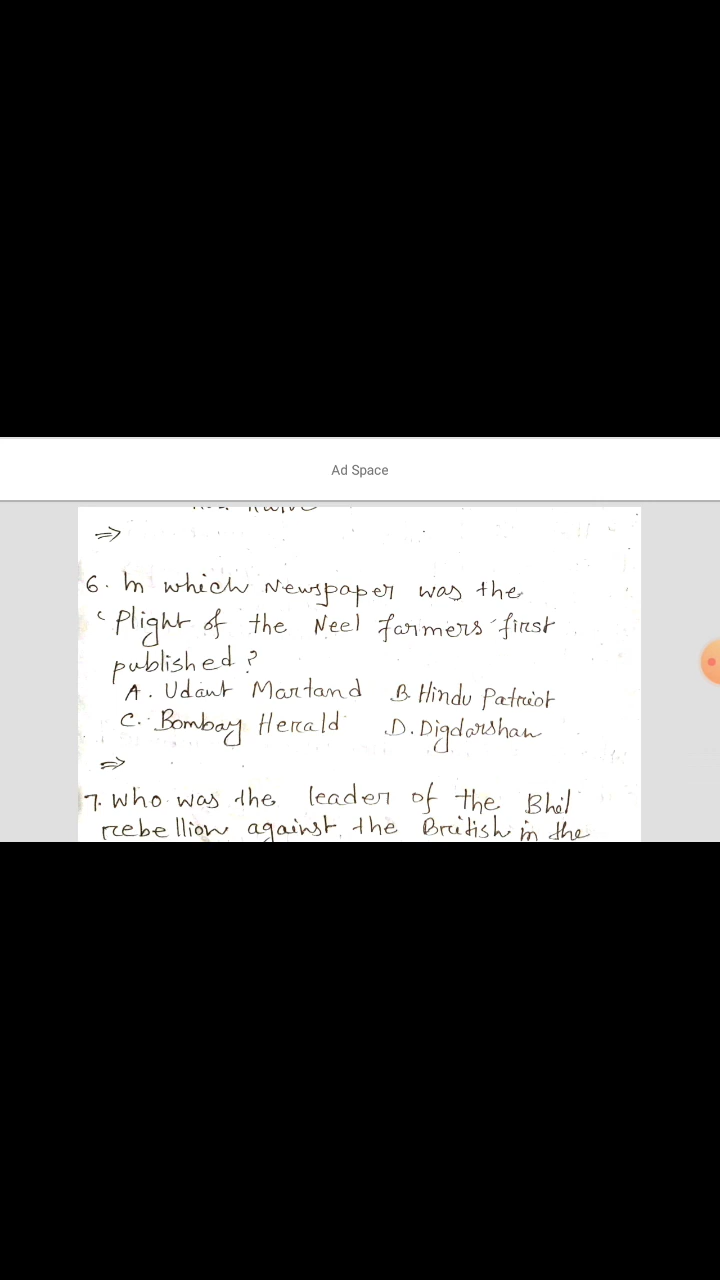 Ad Space
⇒
6. In which Newspaper was the
‘Plight of the Neel farmers’ first
published?
A. Udant Martand B Hindu Patriot
C. Bombay Herald D. Digdarshan
⇒
7. Who was the leader of the Bhil
rebellion against the British in the